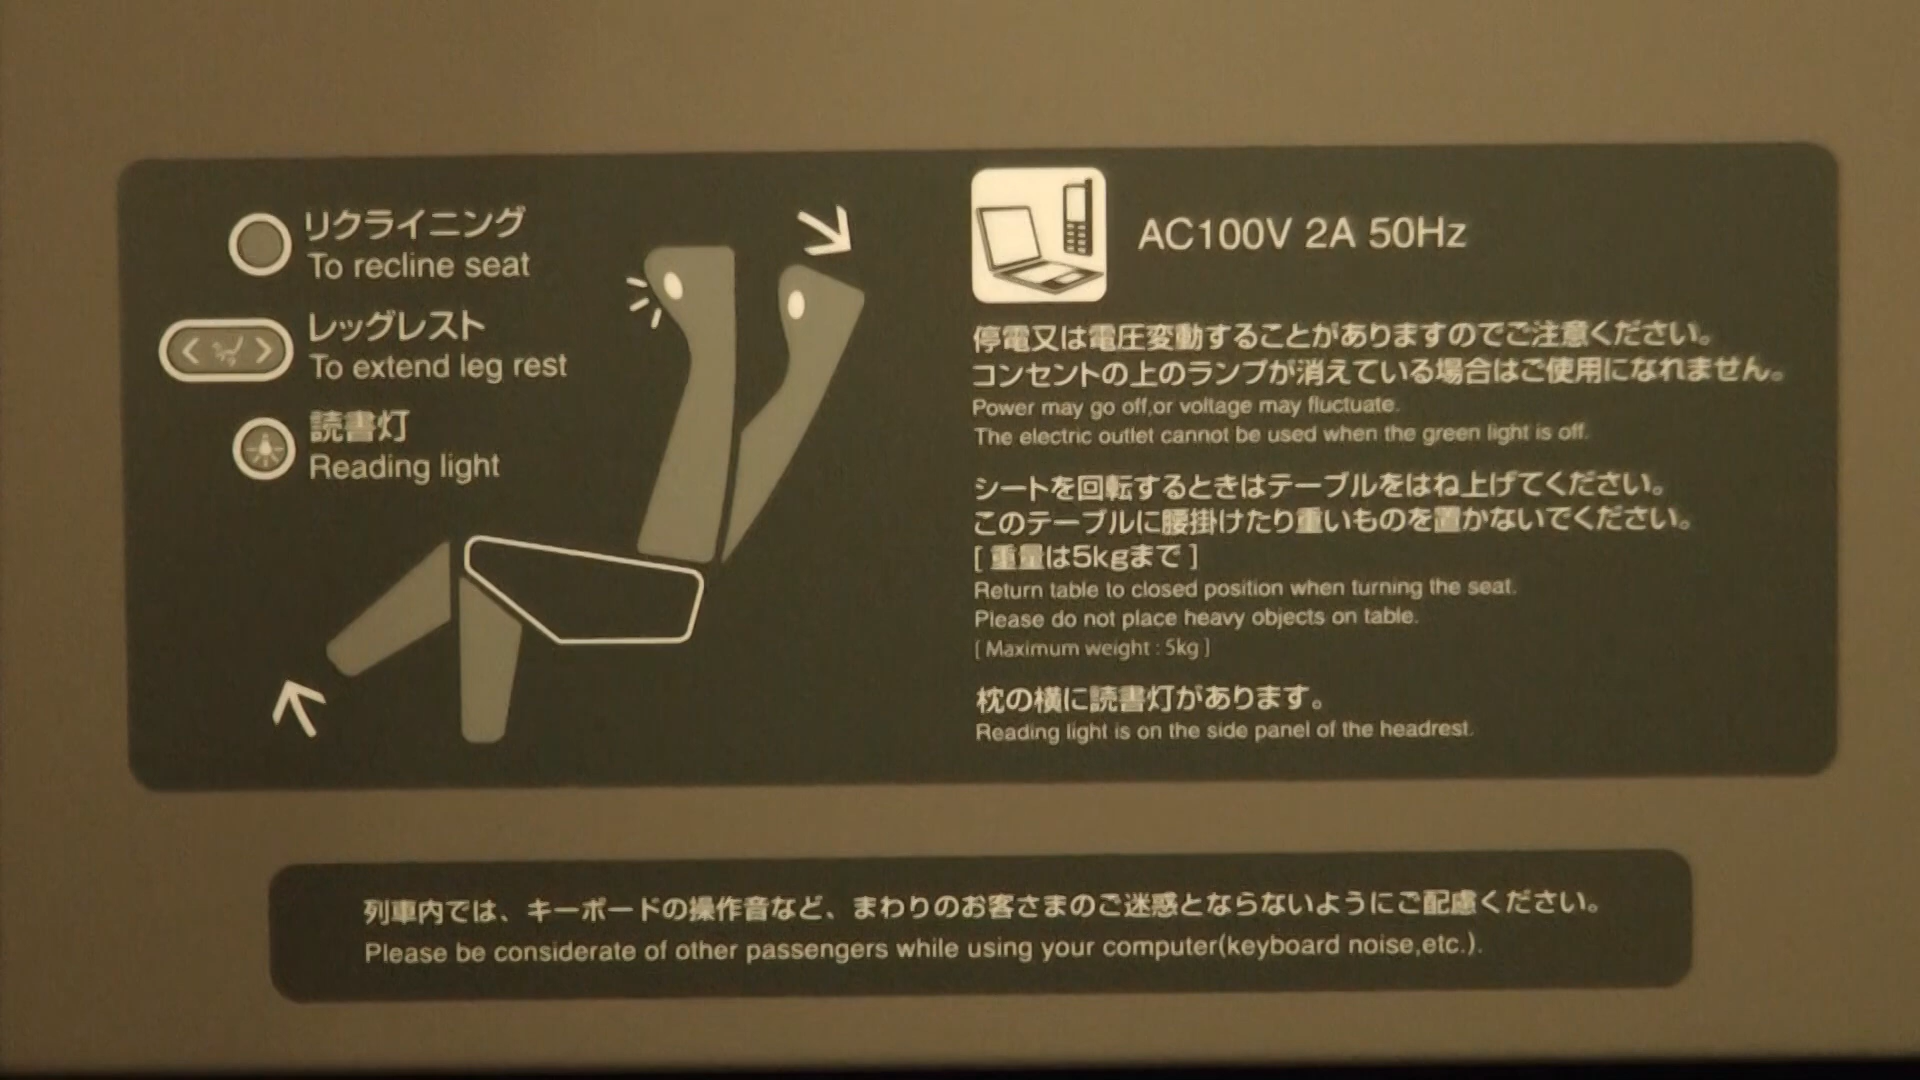 リクライニング
To recline seat
レッグレスト
To extend leg rest
読書灯
Reading light
AC100V 2A 50Hz
停電又は電圧変動することがありますのでご注意ください。
コンセントの上のランプが消えている場合はご使用になれません。
Power may go off,or voltage may fluctuate.
The electric outlet cannot be used when the green light is off.
シートを回転するときはテーブルをはね上げてください。
このテーブルに腰掛けたり重いものを置かないでください。
[ 重量は5kgまで ]
Return table to closed position when turning the seat.
Please do not place heavy objects on table.
[ Maximum weight : 5kg ]
枕の横に読書灯があります。
Reading light is on the side panel of the headrest.
列車内では、キーボードの操作音など、まわりのお客さまのご迷惑とならないようにご配慮ください。
Please be considerate of other passengers while using your computer(keyboard noise,etc.).